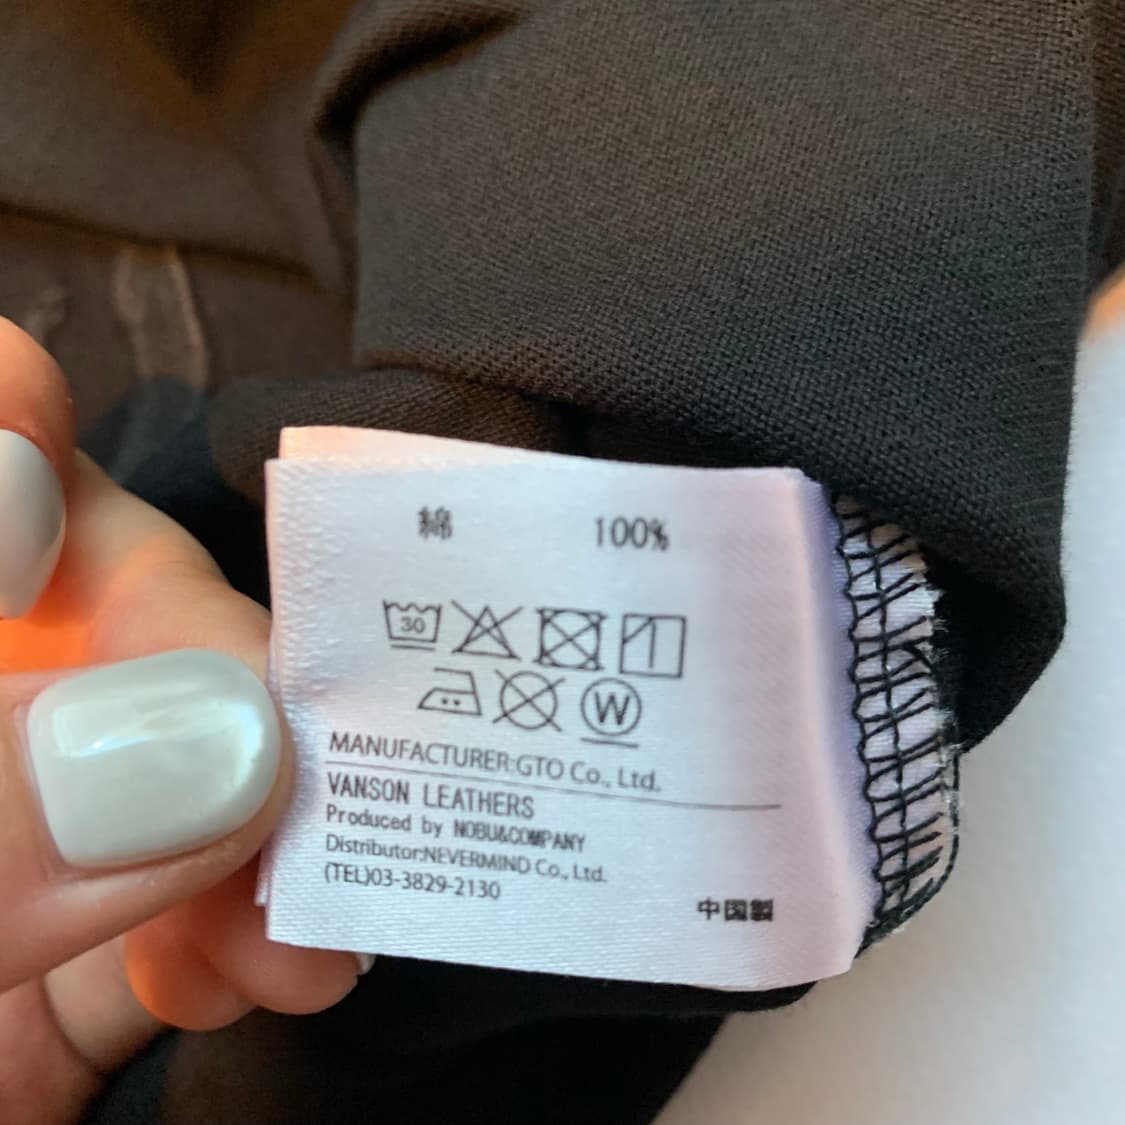 綿 100%
30
W
MANUFACTURER:GTO Co., Ltd.
VANSON LEATHERS
Produced by NOBU&COMPANY
Distributor:NEVERMIND Co., Ltd.
(TEL)03-3829-2130
中国製